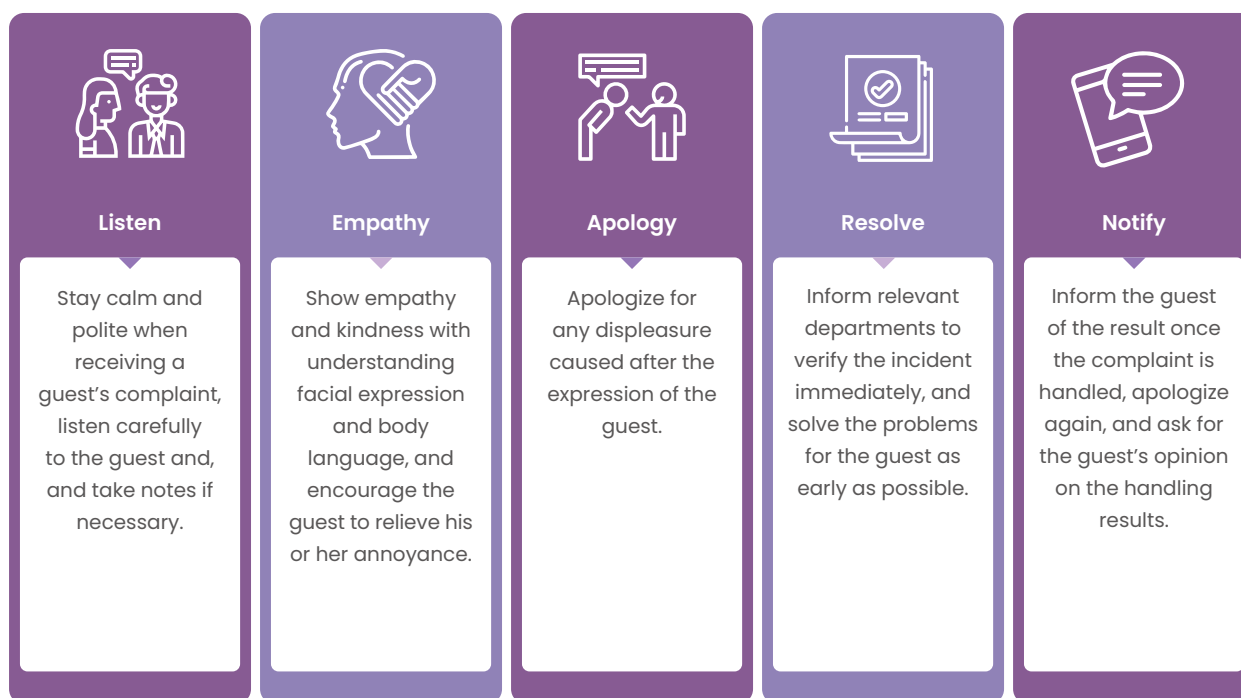 Listen
Stay calm and
polite when
receiving a
guest's complaint,
listen carefully
to the guest and,
and take notes if
necessary.
Empathy
Show empathy
and kindness with
understanding
facial expression
and body
language, and
encourage the
guest to relieve his
or her annoyance.
Apology
Apologize for
any displeasure
caused after the
expression of the
guest.
Resolve
Inform relevant
departments to
verify the incident
immediately, and
solve the problems
for the guest as
early as possible.
Notify
Inform the guest
of the result once
the complaint is
handled, apologize
again, and ask for
the guest's opinion
on the handling
results.